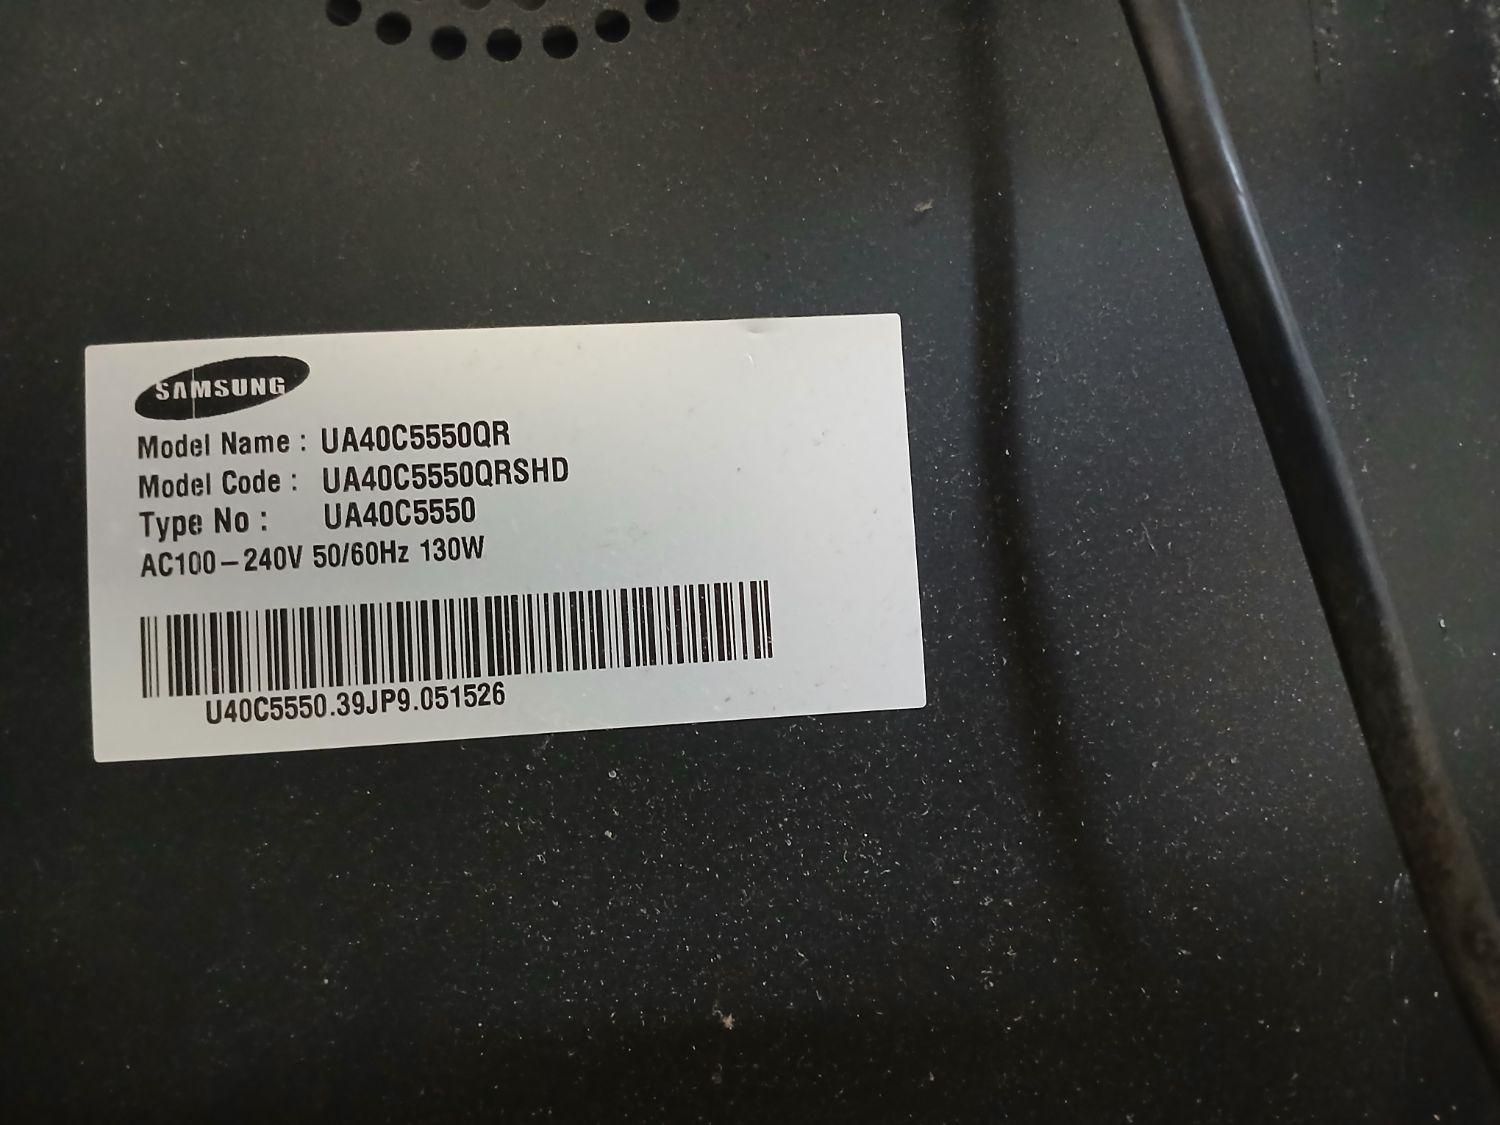 SAMSUNG
Model Name : UA40C5550QR
Model Code : UA40C5550QRSHD
Type No : UA40C5550
AC100-240V 50/60Hz 130W
U40C5550.39JP9.051526